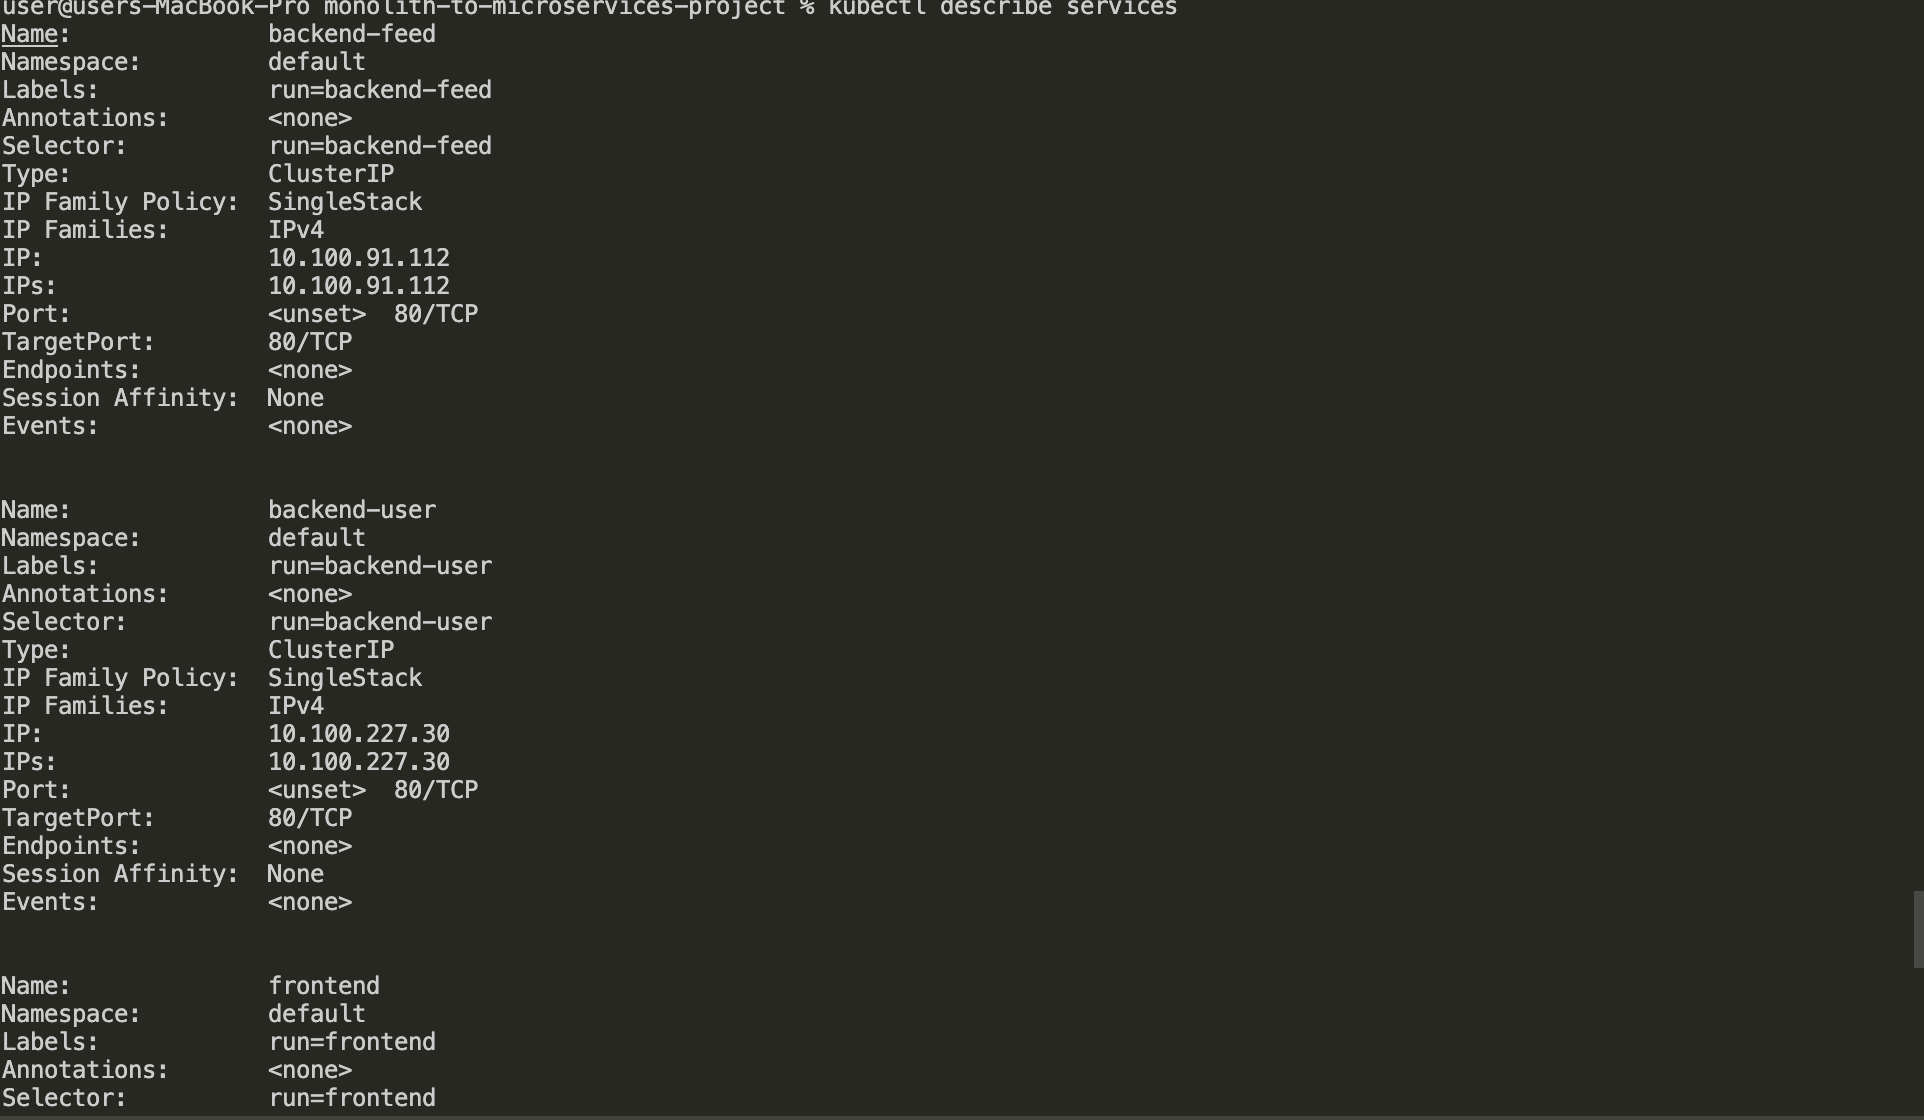 user@users-MacBook-Pro monolith-to-microservices-project % kubectl describe services
Name:              backend-feed
Namespace:         default
Labels:            run=backend-feed
Annotations:       <none>
Selector:          run=backend-feed
Type:              ClusterIP
IP Family Policy:  SingleStack
IP Families:       IPv4
IP:                10.100.91.112
IPs:               10.100.91.112
Port:              <unset>  80/TCP
TargetPort:        80/TCP
Endpoints:         <none>
Session Affinity:  None
Events:            <none>
Name:              backend-user
Namespace:         default
Labels:            run=backend-user
Annotations:       <none>
Selector:          run=backend-user
Type:              ClusterIP
IP Family Policy:  SingleStack
IP Families:       IPv4
IP:                10.100.227.30
IPs:               10.100.227.30
Port:              <unset>  80/TCP
TargetPort:        80/TCP
Endpoints:         <none>
Session Affinity:  None
Events:            <none>
Name:              frontend
Namespace:         default
Labels:            run=frontend
Annotations:       <none>
Selector:          run=frontend